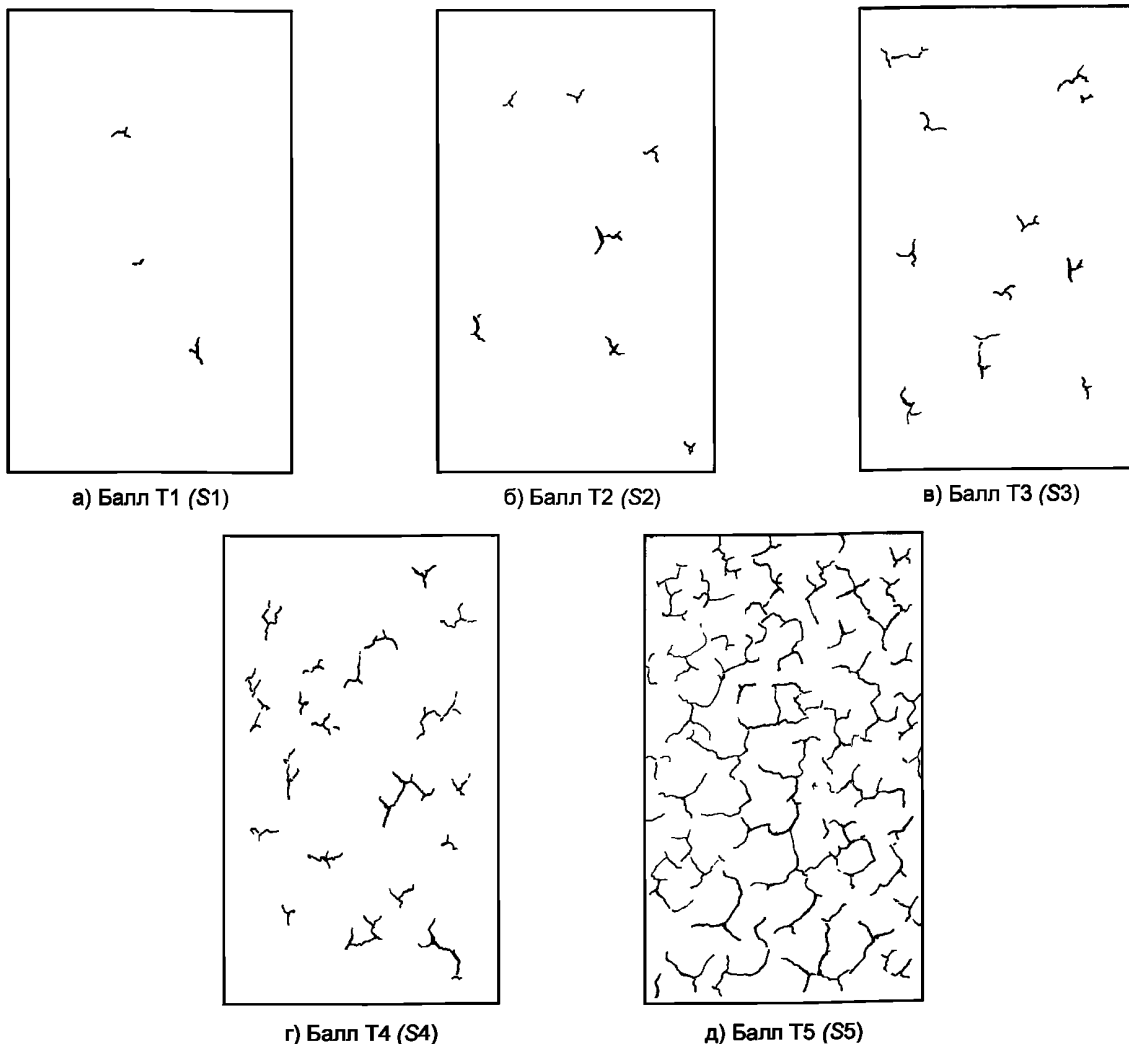 а) Балл Т1 (S1)
б) Балл Т2 (S2)
в) Балл Т3 (S3)
г) Балл Т4 (S4)
д) Балл Т5 (S5)